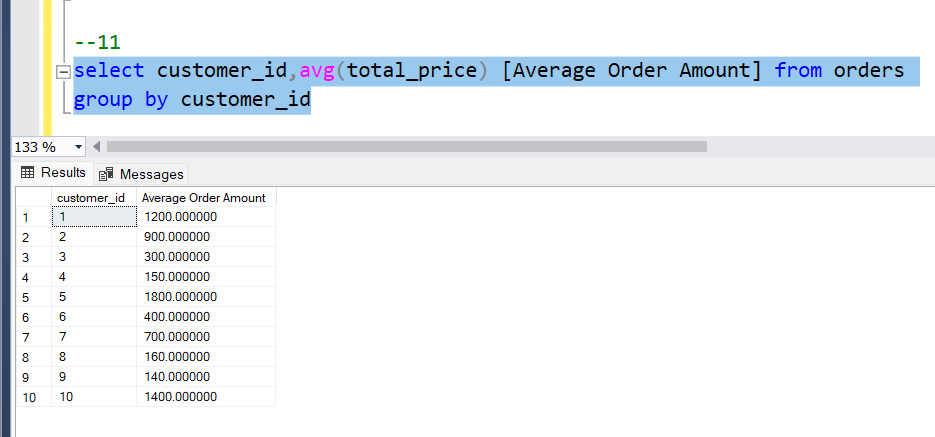 --11
select customer_id,avg(total_price) [Average Order Amount] from orders
group by customer_id
133 %
Results Messages
customer_id Average Order Amount
1 1 1200.000000
2 2 900.000000
3 3 300.000000
4 4 150.000000
5 5 1800.000000
6 6 400.000000
7 7 700.000000
8 8 160.000000
9 9 140.000000
10 10 1400.000000